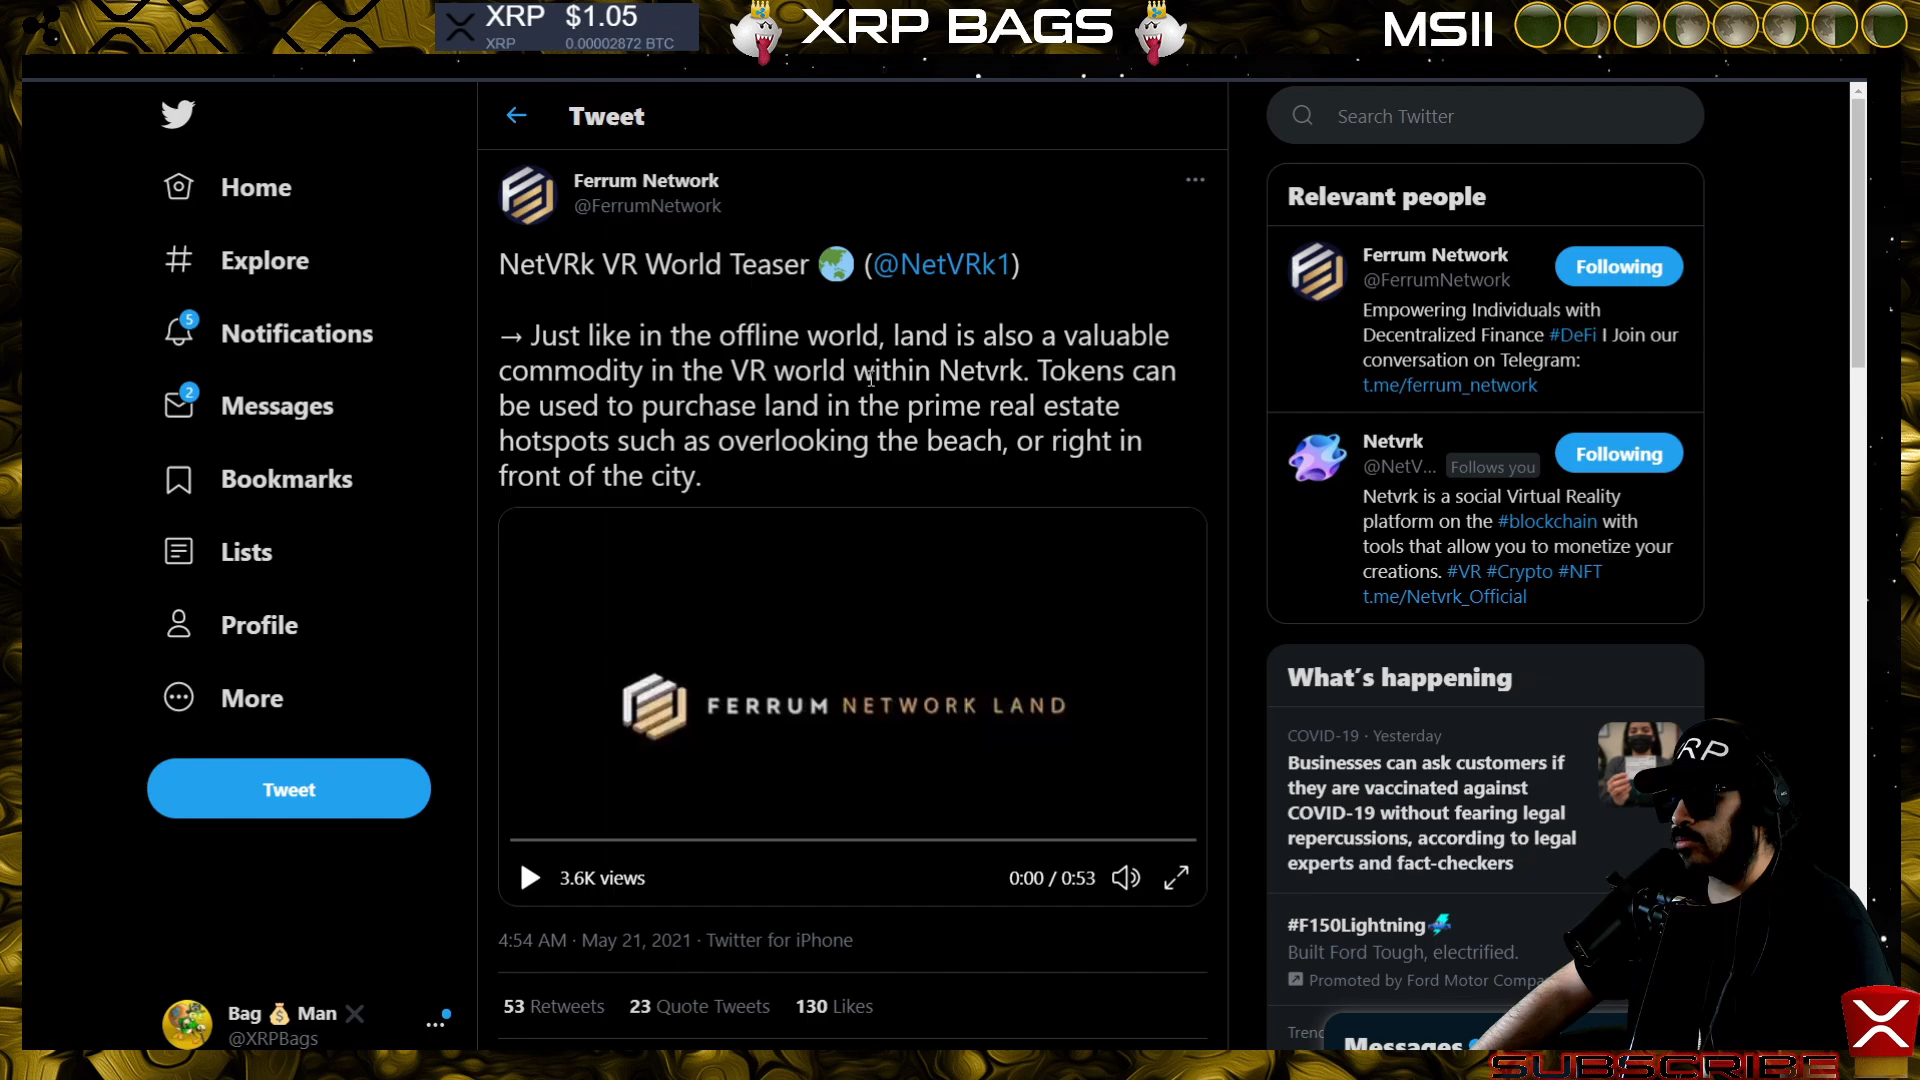 XRP $1.05
XRP 0.00002872 BTC
XRP BAGS
MSII
Tweet
Search Twitter
Home
Explore
5
Notifications
2
Messages
Bookmarks
Lists
Profile
More
Tweet
Bag Man
@XRPBags
Ferrum Network
@FerrumNetwork
NetVRk VR World Teaser (@NetVRk1)
→ Just like in the offline world, land is also a valuable
commodity in the VR world within Netvrk. Tokens can
be used to purchase land in the prime real estate
hotspots such as overlooking the beach, or right in
front of the city.
FERRUM NETWORK LAND
3.6K views
0:00 / 0:53
4:54 AM · May 21, 2021 · Twitter for iPhone
53 Retweets 23 Quote Tweets 130 Likes
Relevant people
Ferrum Network
Following
@FerrumNetwork
Empowering Individuals with
Decentralized Finance #DeFi I Join our
conversation on Telegram:
t.me/ferrum_network
Netvrk
Following
@NetV... Follows you
Netvrk is a social Virtual Reality
platform on the #blockchain with
tools that allow you to monetize your
creations. #VR #Crypto #NFT
t.me/Netvrk_Official
What's happening
COVID-19 · Yesterday
Businesses can ask customers if
they are vaccinated against
COVID-19 without fearing legal
repercussions, according to legal
experts and fact-checkers
#F150Lightning
Built Ford Tough, electrified.
Promoted by Ford Motor Compa
Trenc
Messages
XRP
SUBSCRIBE